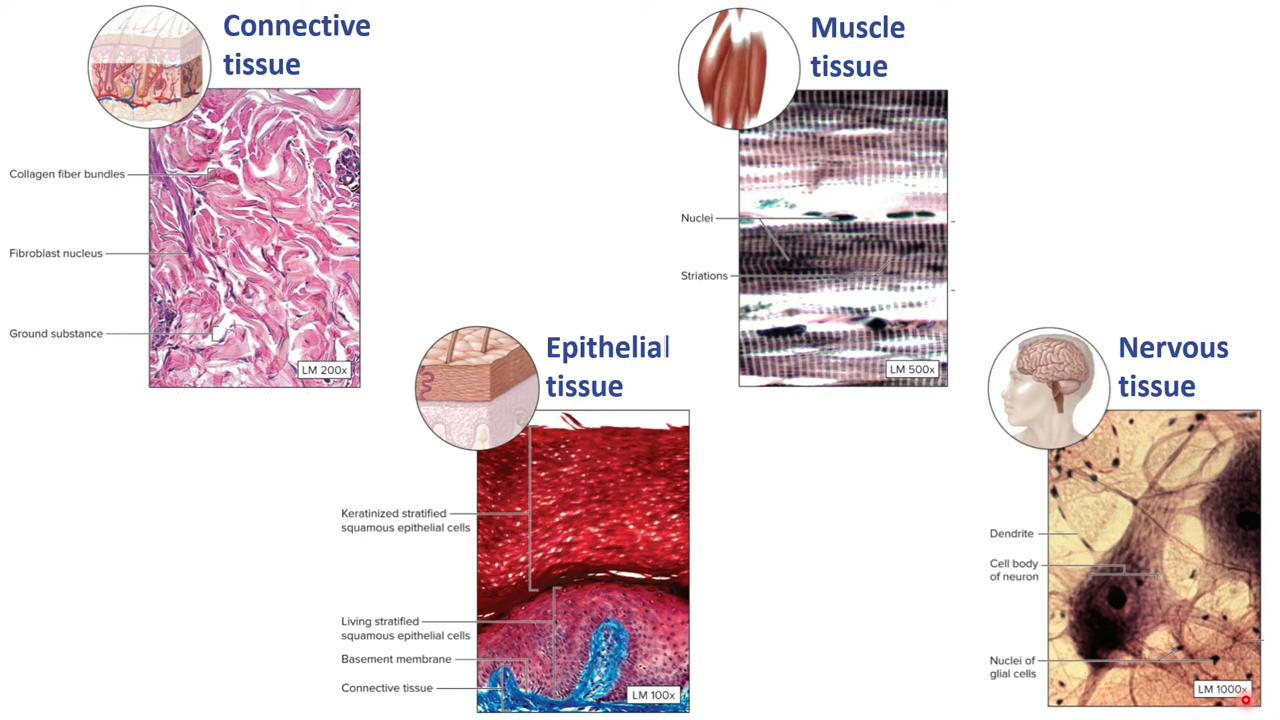 Connective
tissue
Collagen fiber bundles
Fibroblast nucleus
Ground substance
LM 200x
Epithelial
tissue
Keratinized stratified
squamous epithelial cells
Living stratified
squamous epithelial cells
Basement membrane
Connective tissue
LM 100x
Muscle
tissue
Nuclei
Striations
LM 500x
Nervous
tissue
Dendrite
Cell body
of neuron
Nuclei of
glial cells
LM 1000x